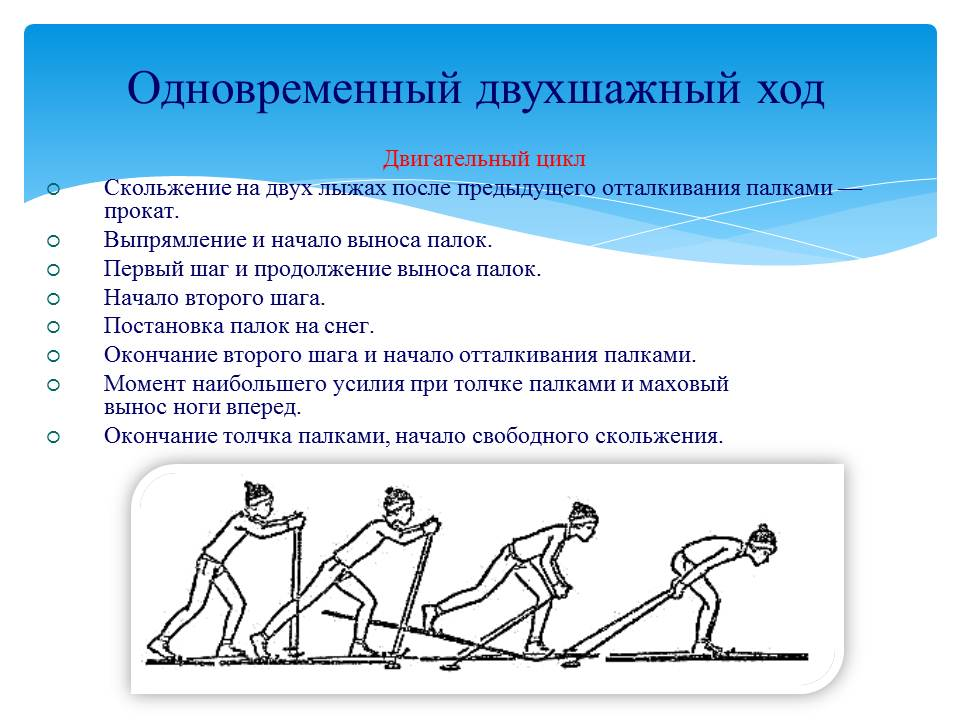 Одновременный двухшажный ход
Двигательный цикл
Скольжение на двух лыжах после предыдущего отталкивания палками —
прокат.
Выпрямление и начало выноса палок.
Первый шаг и продолжение выноса палок.
Начало второго шага.
Постановка палок на снег.
Окончание второго шага и начало отталкивания палками.
Момент наибольшего усилия при толчке палками и маховый
вынос ноги вперед.
Окончание толчка палками, начало свободного скольжения.